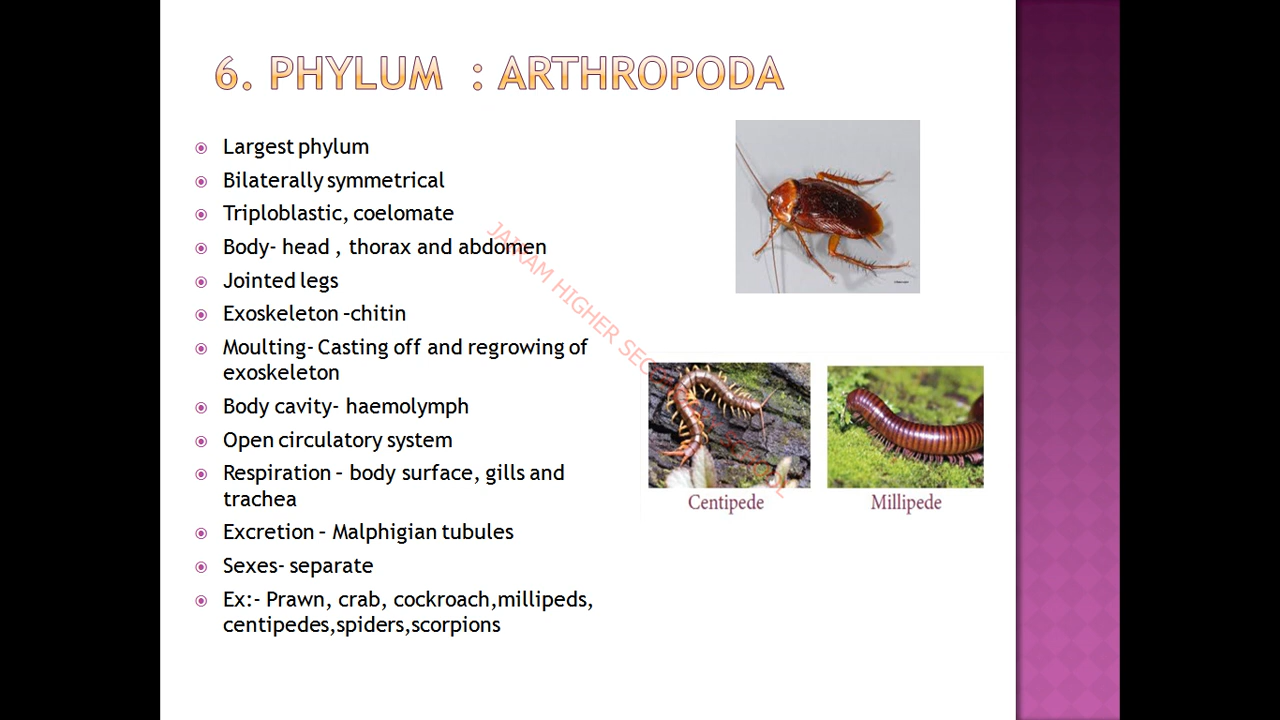 6. PHYLUM : ARTHROPODA
Largest phylum
Bilaterally symmetrical
Triploblastic, coelomate
Body- head , thorax and abdomen
Jointed legs
Exoskeleton –chitin
Moulting- Casting off and regrowing of
exoskeleton
Body cavity- haemolymph
Open circulatory system
Respiration – body surface, gills and
trachea
Excretion – Malphigian tubules
Sexes- separate
Ex:- Prawn, crab, cockroach,millipeds,
centipedes,spiders,scorpions
Centipede
Millipede
HIGHER